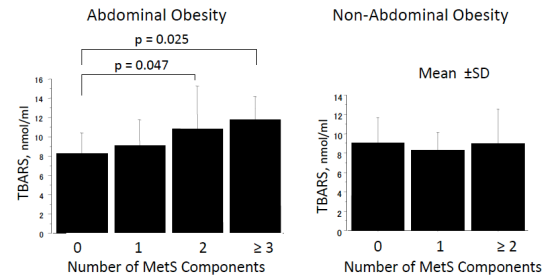 Abdominal Obesity
p = 0.025
p = 0.047
TBARS, nmol/ml
16
14
12
10
8
6
4
2
0
0 1 2 ≥ 3
Number of MetS Components
Non-Abdominal Obesity
Mean ±SD
TBARS, nmol/ml
14
12
10
8
6
4
2
0
0 1 ≥ 2
Number of MetS Components